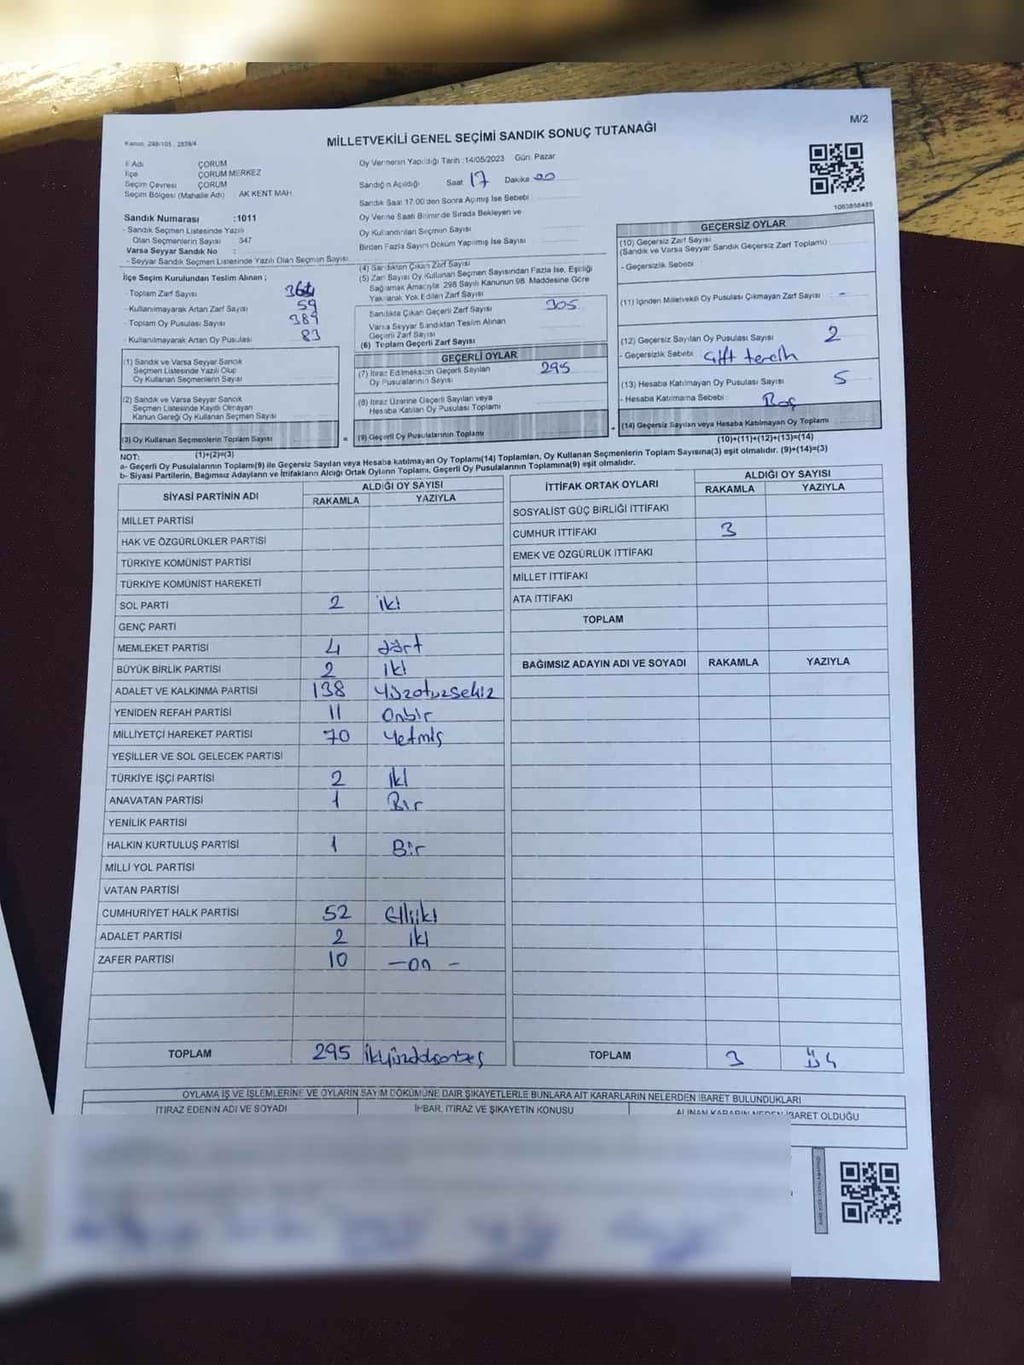 M/2
Kanun: 298/105 - 2839/4
MİLLETVEKİLİ GENEL SEÇİMİ SANDIK SONUÇ TUTANAĞI
İl Adı ÇORUM
İlçe ÇORUM MERKEZ
Seçim Çevresi ÇORUM
Seçim Bölgesi (Mahalle Adı) AK KENT MAH
Sandık Numarası :1011
- Sandık Seçmen Listesinde Yazılı
Olan Seçmenlerin Sayısı 347
Varsa Seyyar Sandık No :
- Seyyar Sandık Seçmen Listesinde Yazılı Olan Seçmen Sayısı
İlçe Seçim Kurulundan Teslim Alınan ;
- Toplam Zarf Sayısı
- Kullanılmayarak Artan Zarf Sayısı 59
- Toplam Oy Pusulası Sayısı
- Kullanılmayarak Artan Oy Pusulası 83
Oy Vermenin Yapıldığı Tarih :14/05/2023 Gün: Pazar
Sandığın Açıldığı Saat 17 Dakika 00
Sandık Saat 17.00'den Sonra Açılmış İse Sebebi
Oy Verme Saati Bitiminde Sırada Bekleyen ve
Oy Kullandırılan Seçmen Sayısı
Birden Fazla Sayım Döküm Yapılmış İse Sayısı
(4) Sandıktan Çıkan Zarf Sayısı
(5) Zarf Sayısı Oy Kullanan Seçmen Sayısından Fazla İse, Eşitliği
Sağlamak Amacıyla 298 Sayılı Kanunun 98. Maddesine Göre
Yakılarak Yok Edilen Zarf Sayısı
Sandıkta Çıkan Geçerli Zarf Sayısı 305
Varsa Seyyar Sandıktan Teslim Alınan
Geçerli Zarf Sayısı
(6) Toplam Geçerli Zarf Sayısı
1083858485
GEÇERSİZ OYLAR
(10) Geçersiz Zarf Sayısı
(Sandık ve Varsa Seyyar Sandık Geçersiz Zarf Toplamı)
- Geçersizlik Sebebi
(11) İçinden Milletvekili Oy Pusulası Çıkmayan Zarf Sayısı -
(12) Geçersiz Sayılan Oy Pusulası Sayısı 2
- Geçersizlik Sebebi Çift tercih
(13) Hesaba Katılmayan Oy Pusulası Sayısı 5
- Hesaba Katılmama Sebebi : Boş
(14) Geçersiz Sayılan veya Hesaba Katılmayan Oy Toplamı
(10)+(11)+(12)+(13)=(14)
(1) Sandık ve Varsa Seyyar Sandık
Seçmen Listesinde Yazılı Olup
Oy Kullanan Seçmenlerin Sayısı
(2) Sandık ve Varsa Seyyar Sandık
Seçmen Listesinde Kayıtlı Olmayan
Kanun Gereği Oy Kullanan Seçmen Sayısı
(3) Oy Kullanan Seçmenlerin Toplam Sayısı
(1)+(2)=(3)
GEÇERLİ OYLAR
(7) İtiraz Edilmeksizin Geçerli Sayılan
Oy Pusulalarının Sayısı 295
(8) İtiraz Üzerine Geçerli Sayılan veya
Hesaba Katılan Oy Pusulası Toplamı
(9) Geçerli Oy Pusulalarının Toplamı
NOT:
a- Geçerli Oy Pusulalarının Toplamı(9) ile Geçersiz Sayılan veya Hesaba katılmayan Oy Toplamı(14) Toplamları, Oy Kullanan Seçmenlerin Toplam Sayısına(3) eşit olmalıdır. (9)+(14)=(3)
b- Siyasi Partilerin, Bağımsız Adayların ve İttifakların Aldığı Ortak Oyların Toplamı, Geçerli Oy Pusulalarının Toplamına(9) eşit olmalıdır.
SİYASİ PARTİNİN ADI ALDIĞI OY SAYISI
RAKAMLA YAZIYLA
MİLLET PARTİSİ
HAK VE ÖZGÜRLÜKLER PARTİSİ
TÜRKİYE KOMÜNİST PARTİSİ
TÜRKİYE KOMÜNİST HAREKETİ
SOL PARTİ 2 iki
GENÇ PARTİ
MEMLEKET PARTİSİ 4 dört
BÜYÜK BİRLİK PARTİSİ 2 iki
ADALET VE KALKINMA PARTİSİ 138 Yüzotuzsekiz
YENİDEN REFAH PARTİSİ 11 Onbir
MİLLİYETÇİ HAREKET PARTİSİ 70 Yetmiş
YEŞİLLER VE SOL GELECEK PARTİSİ
TÜRKİYE İŞÇİ PARTİSİ 2 iki
ANAVATAN PARTİSİ 1 Bir
YENİLİK PARTİSİ
HALKIN KURTULUŞ PARTİSİ 1 Bir
MİLLİ YOL PARTİSİ
VATAN PARTİSİ
CUMHURİYET HALK PARTİSİ 52 Elliiki
ADALET PARTİSİ 2 iki
ZAFER PARTİSİ 10 -on-
TOPLAM 295 ikiyüzdoksanbeş
İTTİFAK ORTAK OYLARI ALDIĞI OY SAYISI
RAKAMLA YAZIYLA
SOSYALİST GÜÇ BİRLİĞİ İTTİFAKI
CUMHUR İTTİFAKI 3
EMEK VE ÖZGÜRLÜK İTTİFAKI
MİLLET İTTİFAKI
ATA İTTİFAKI
TOPLAM
BAĞIMSIZ ADAYIN ADI VE SOYADI RAKAMLA YAZIYLA
TOPLAM 3 Üç
OYLAMA İŞ VE İŞLEMLERİNE VE OYLARIN SAYIM DÖKÜMÜNE DAİR ŞİKAYETLERLE BUNLARA AİT KARARLARIN NELERDEN İBARET BULUNDUKLARI
İTİRAZ EDENİN ADI VE SOYADI İHBAR, İTİRAZ VE ŞİKAYETİN KONUSU ALINAN KARARIN NEDEN İBARET OLDUĞU